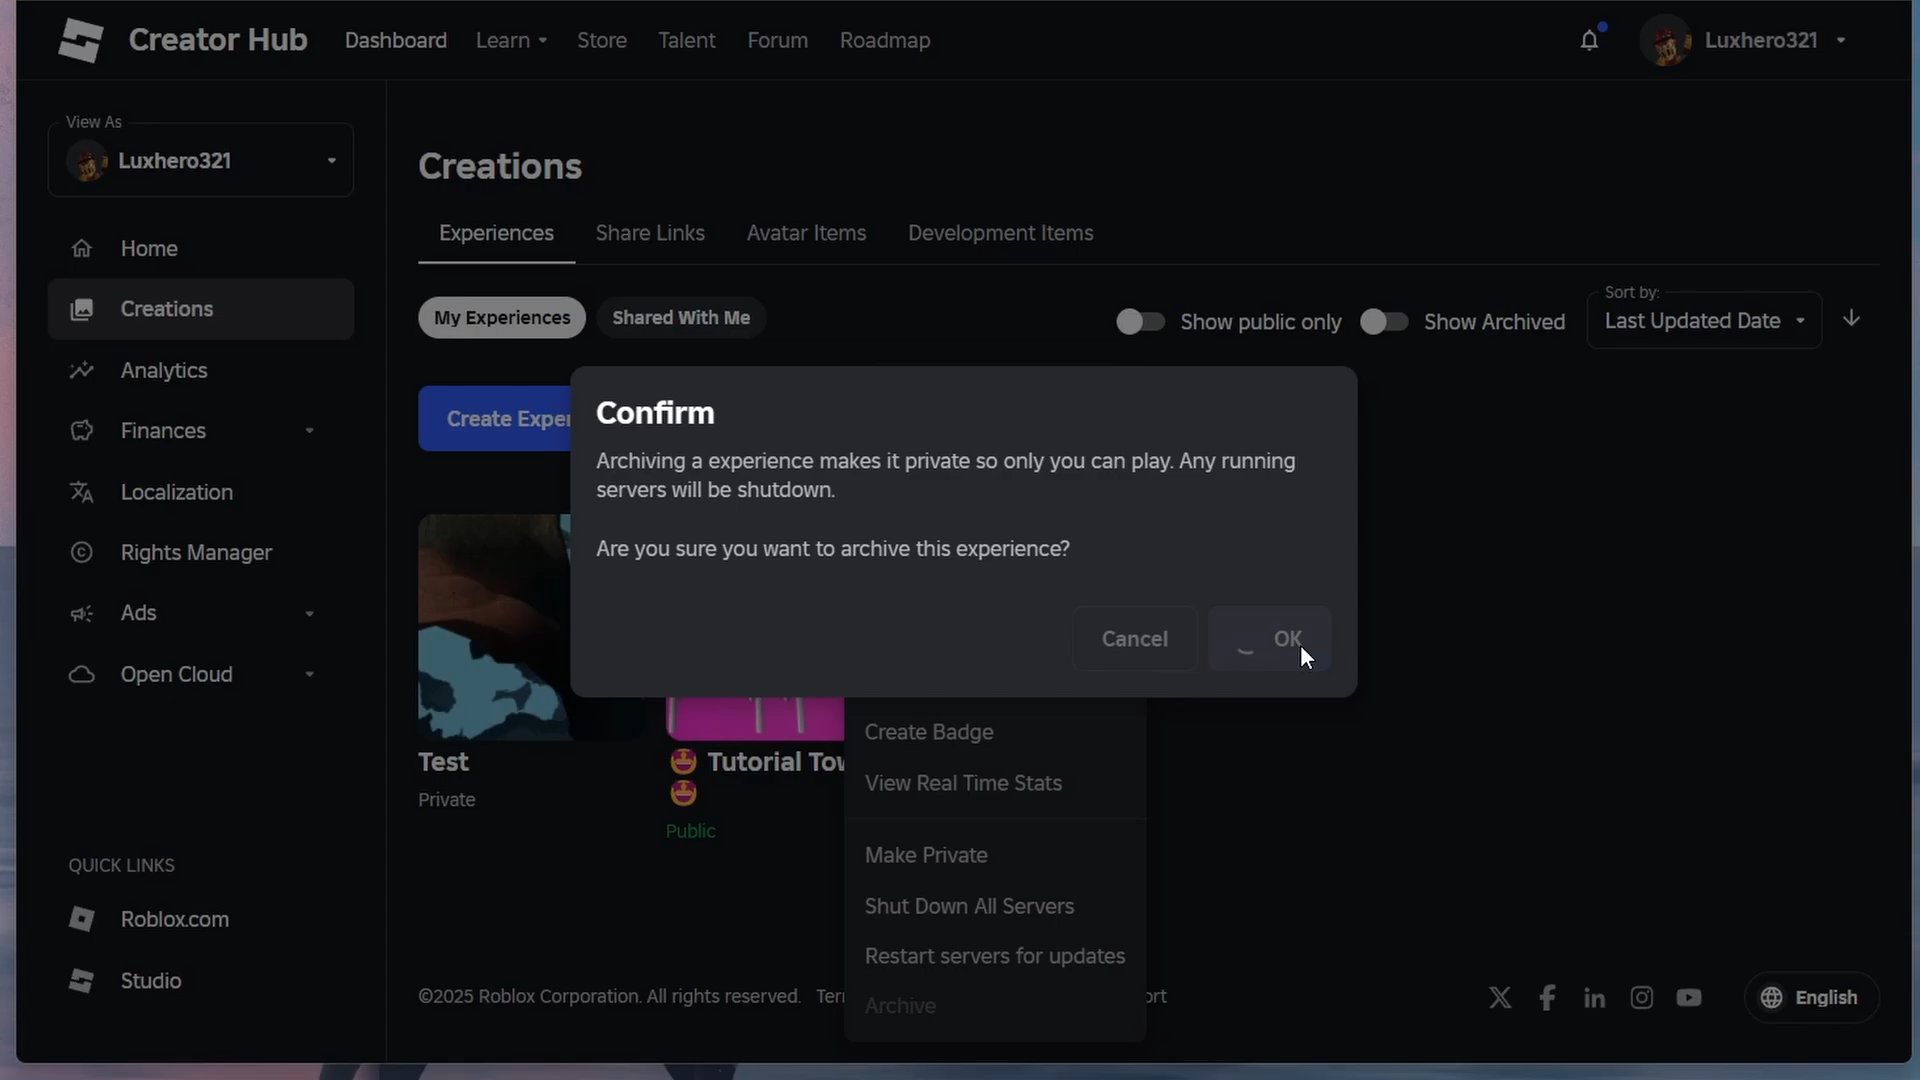 Creator Hub
Dashboard
Learn
Store
Talent
Forum
Roadmap
Luxhero321
View As
Luxhero321
Home
Creations
Analytics
Finances
Localization
Rights Manager
Ads
Open Cloud
QUICK LINKS
Roblox.com
Studio
Creations
Experiences
Share Links
Avatar Items
Development Items
My Experiences
Shared With Me
Show public only
Show Archived
Sort by:
Last Updated Date
Create Exper
Confirm
Archiving a experience makes it private so only you can play. Any running
servers will be shutdown.
Are you sure you want to archive this experience?
Cancel
OK
Test
Private
🤩 Tutorial Tow
🤩
Public
Create Badge
View Real Time Stats
Make Private
Shut Down All Servers
Restart servers for updates
Archive
©2025 Roblox Corporation. All rights reserved.
Ter
ort
English